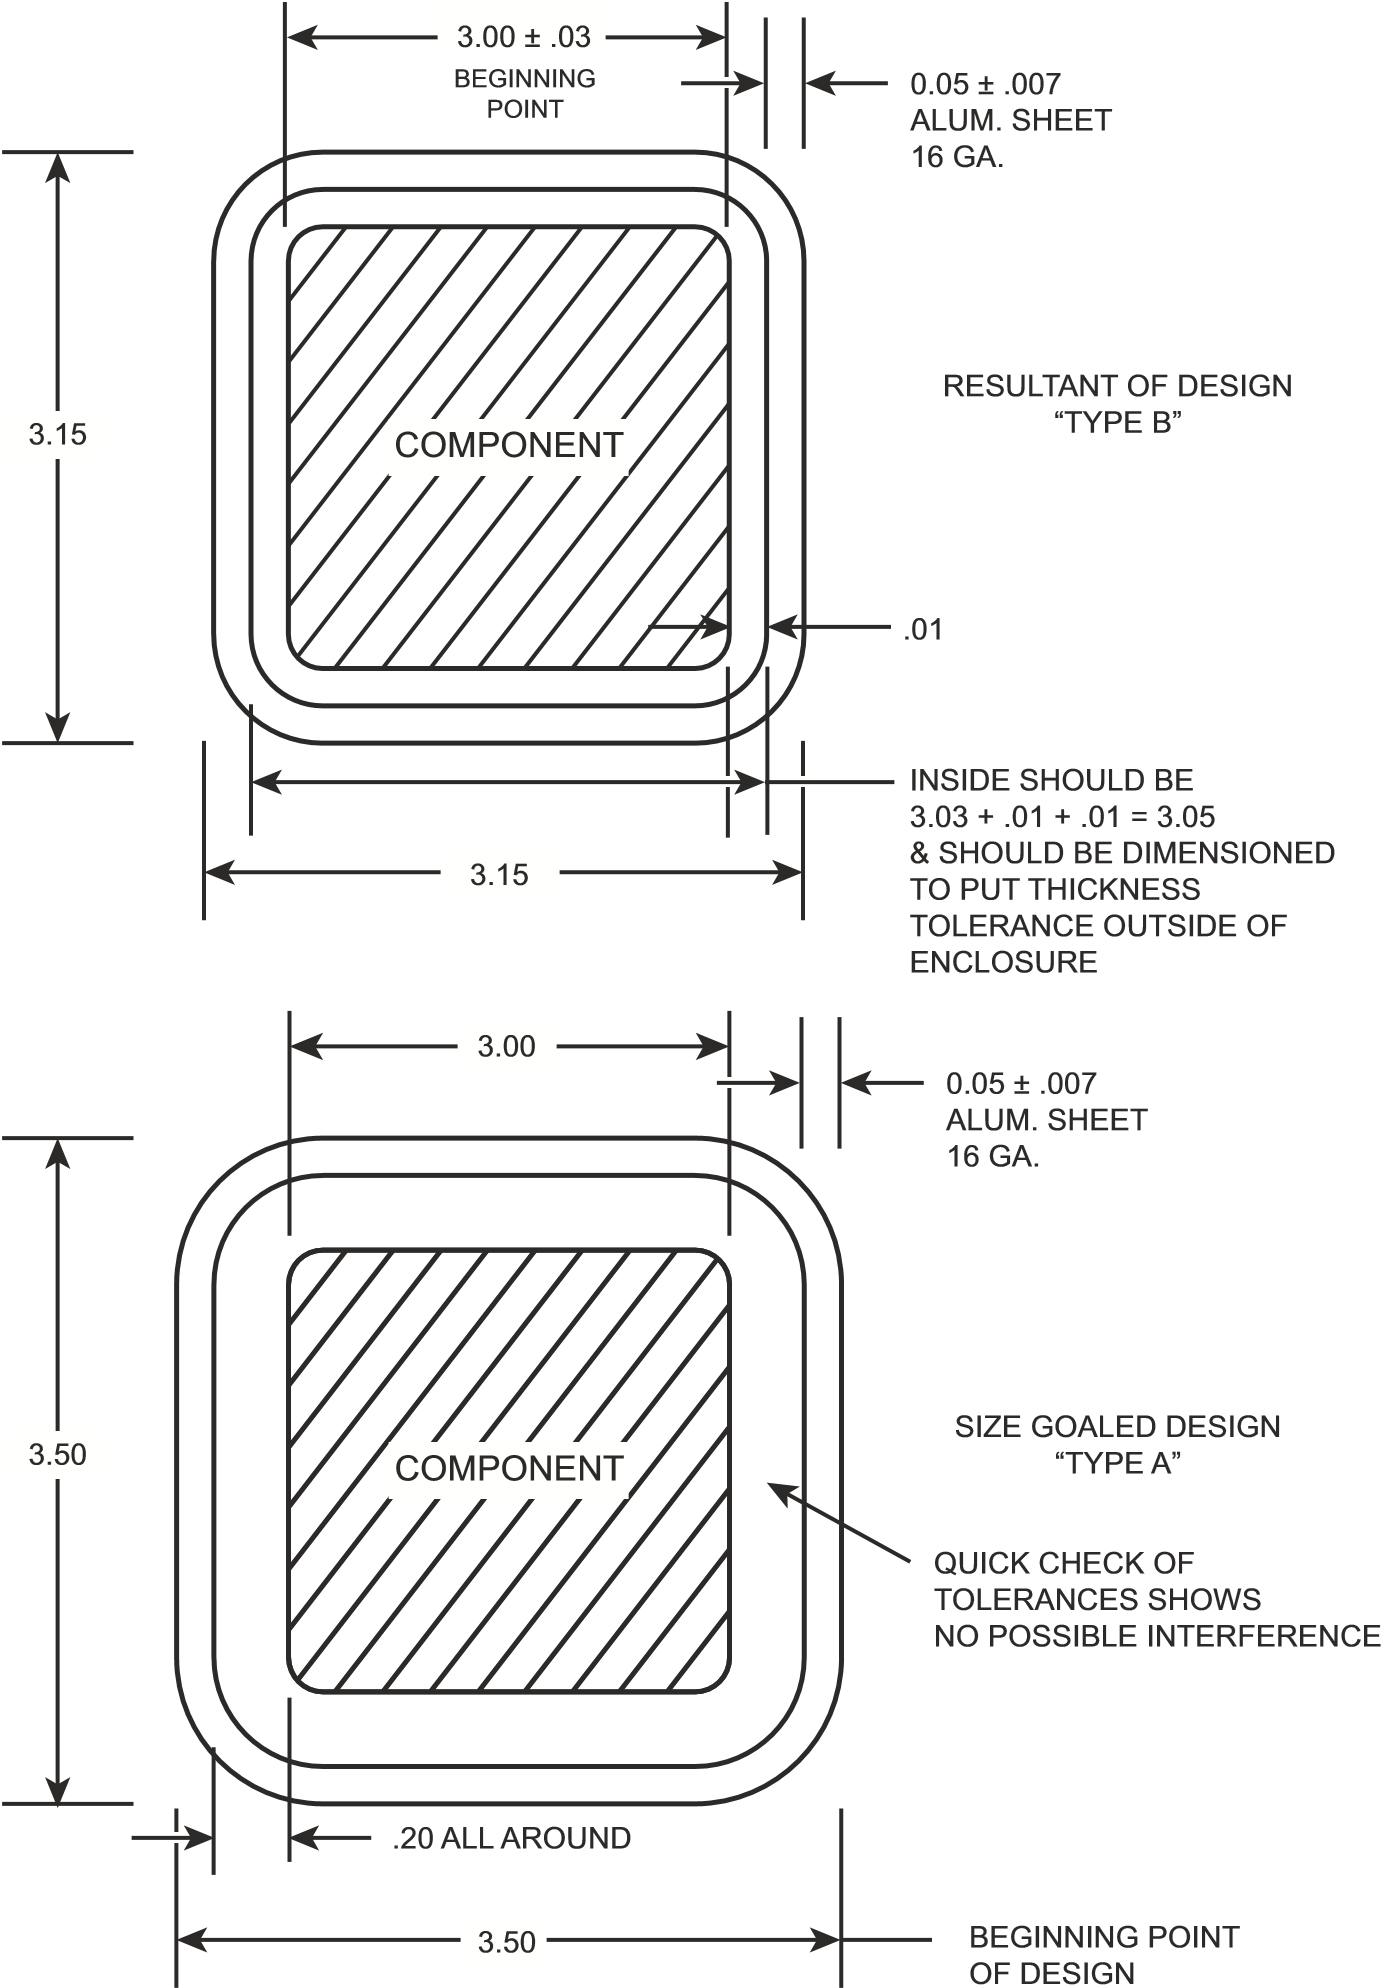 3.00 ± .03
BEGINNING
POINT
0.05 ± .007
ALUM. SHEET
16 GA.
3.15
RESULTANT OF DESIGN
“TYPE B”
COMPONENT
.01
INSIDE SHOULD BE
3.03 + .01 + .01 = 3.05
& SHOULD BE DIMENSIONED
TO PUT THICKNESS
TOLERANCE OUTSIDE OF
ENCLOSURE
3.15
3.00
0.05 ± .007
ALUM. SHEET
16 GA.
3.50
SIZE GOALED DESIGN
“TYPE A”
COMPONENT
QUICK CHECK OF
TOLERANCES SHOWS
NO POSSIBLE INTERFERENCE
.20 ALL AROUND
3.50
BEGINNING POINT
OF DESIGN